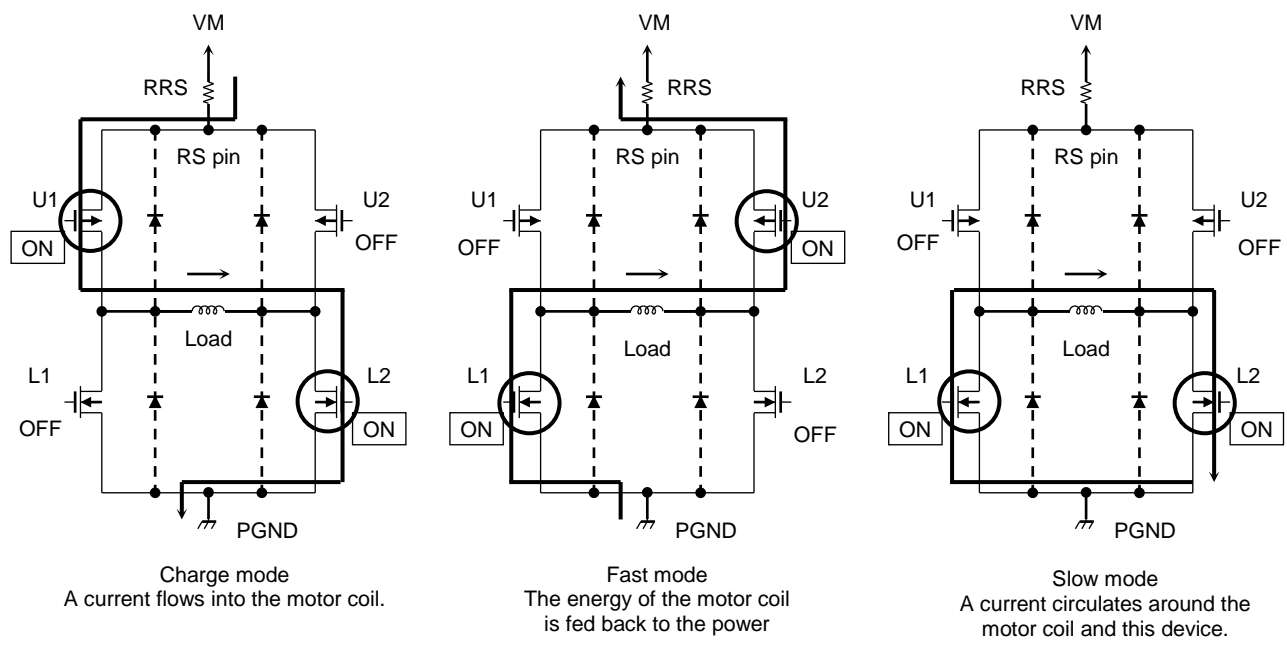 VM
RRS
RS pin
U1
ON
U2
OFF
Load
L1
OFF
L2
ON
PGND
Charge mode
A current flows into the motor coil.
VM
RRS
RS pin
U1
OFF
U2
ON
Load
L1
ON
L2
OFF
PGND
Fast mode
The energy of the motor coil
is fed back to the power
VM
RRS
RS pin
U1
OFF
U2
OFF
Load
L1
ON
L2
ON
PGND
Slow mode
A current circulates around the
motor coil and this device.